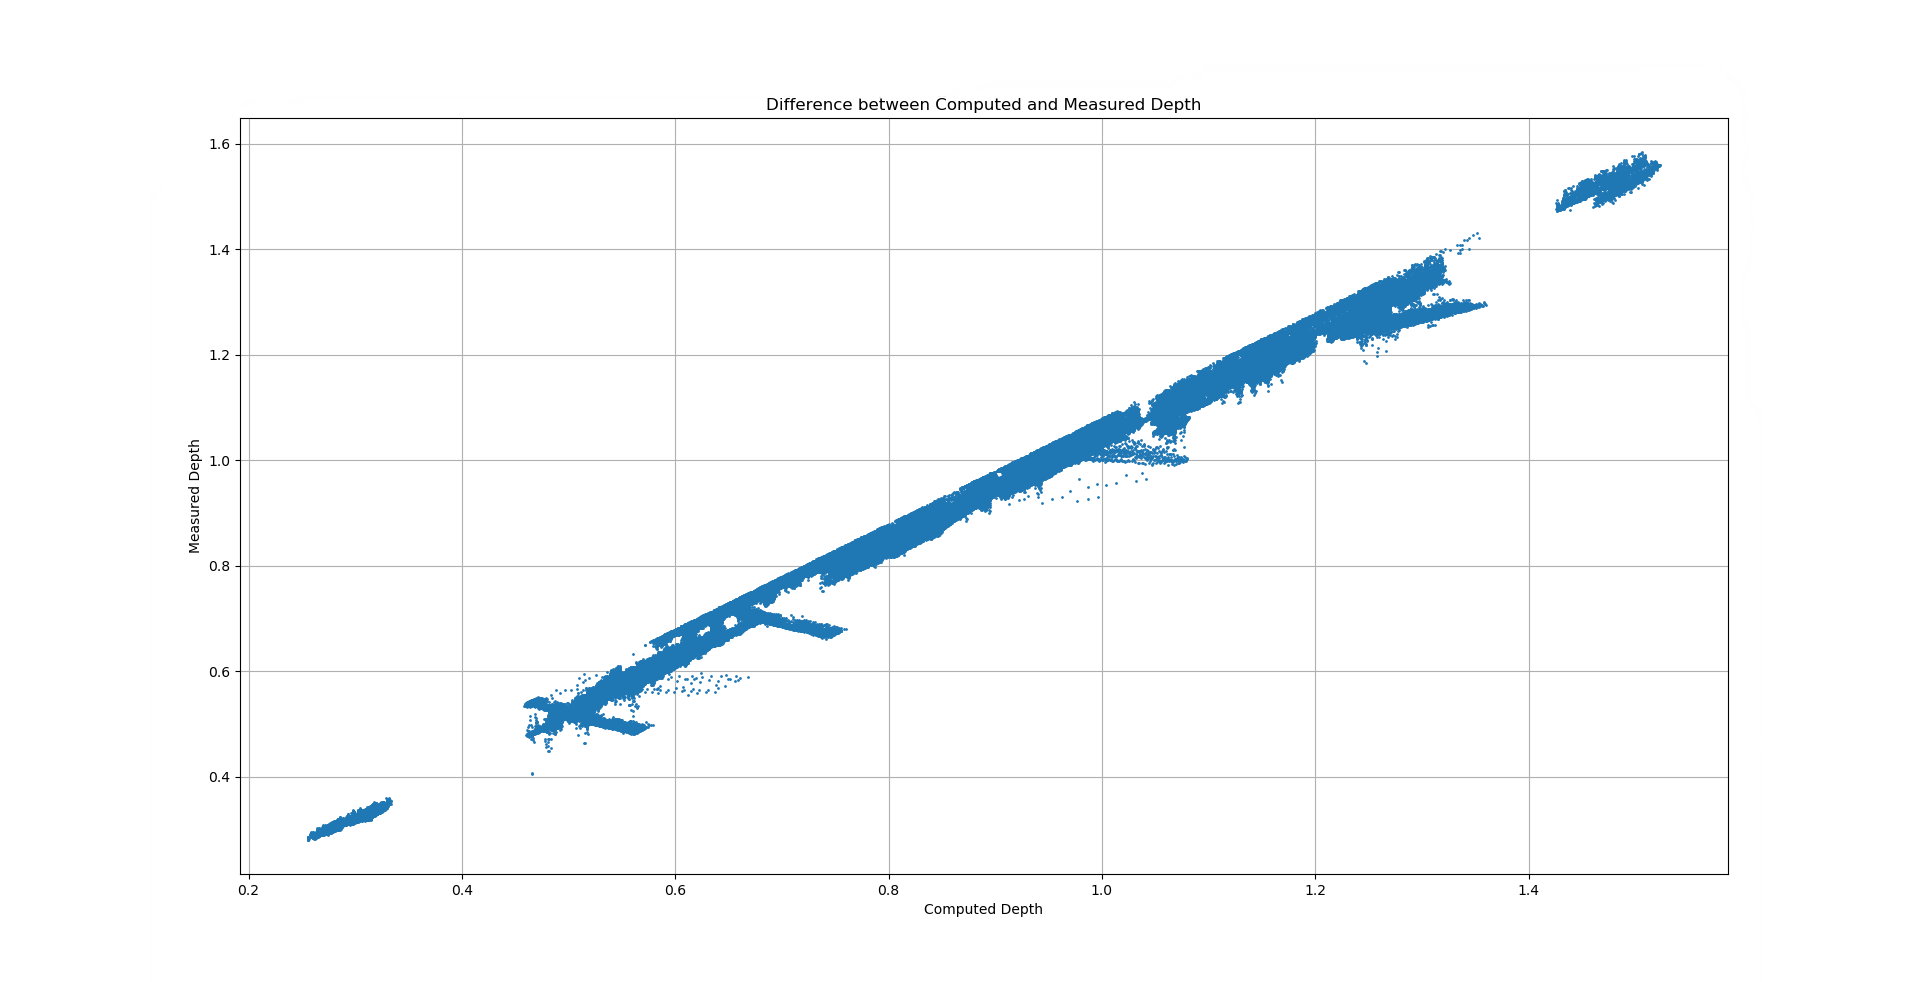 Difference between Computed and Measured Depth
1.6
1.4
1.2
1.0
0.8
0.6
0.4
Measured Depth
0.2 0.4 0.6 0.8 1.0 1.2 1.4
Computed Depth